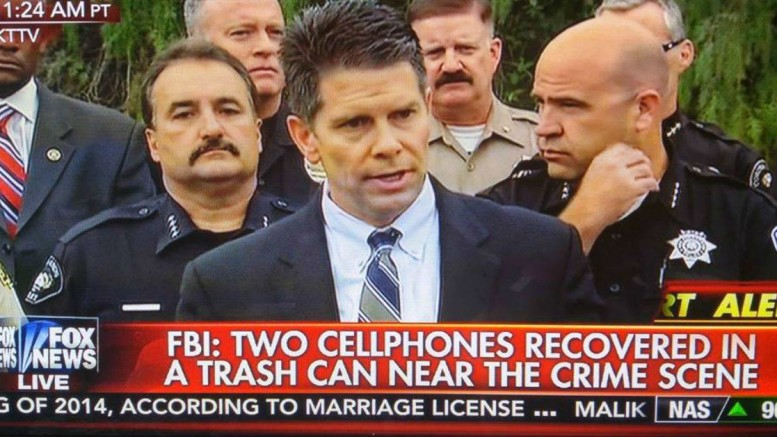 1:24 AM PT
KTTV
RT ALE
FOX
NEWS
LIVE
FBI: TWO CELLPHONES RECOVERED IN
A TRASH CAN NEAR THE CRIME SCENE
G OF 2014, ACCORDING TO MARRIAGE LICENSE ... MALIK NAS